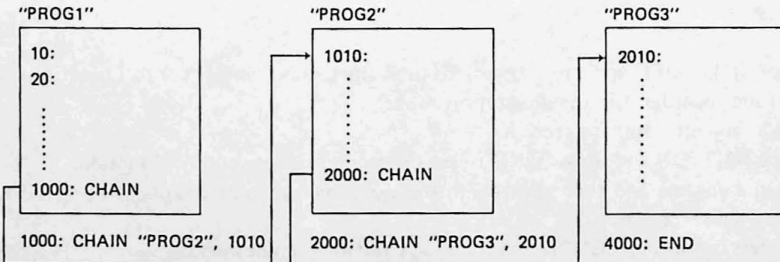 "PROG1"
10:
20:
1000: CHAIN
1000: CHAIN "PROG2", 1010
"PROG2"
1010:
2000: CHAIN
2000: CHAIN "PROG3", 2010
"PROG3"
2010:
4000: END